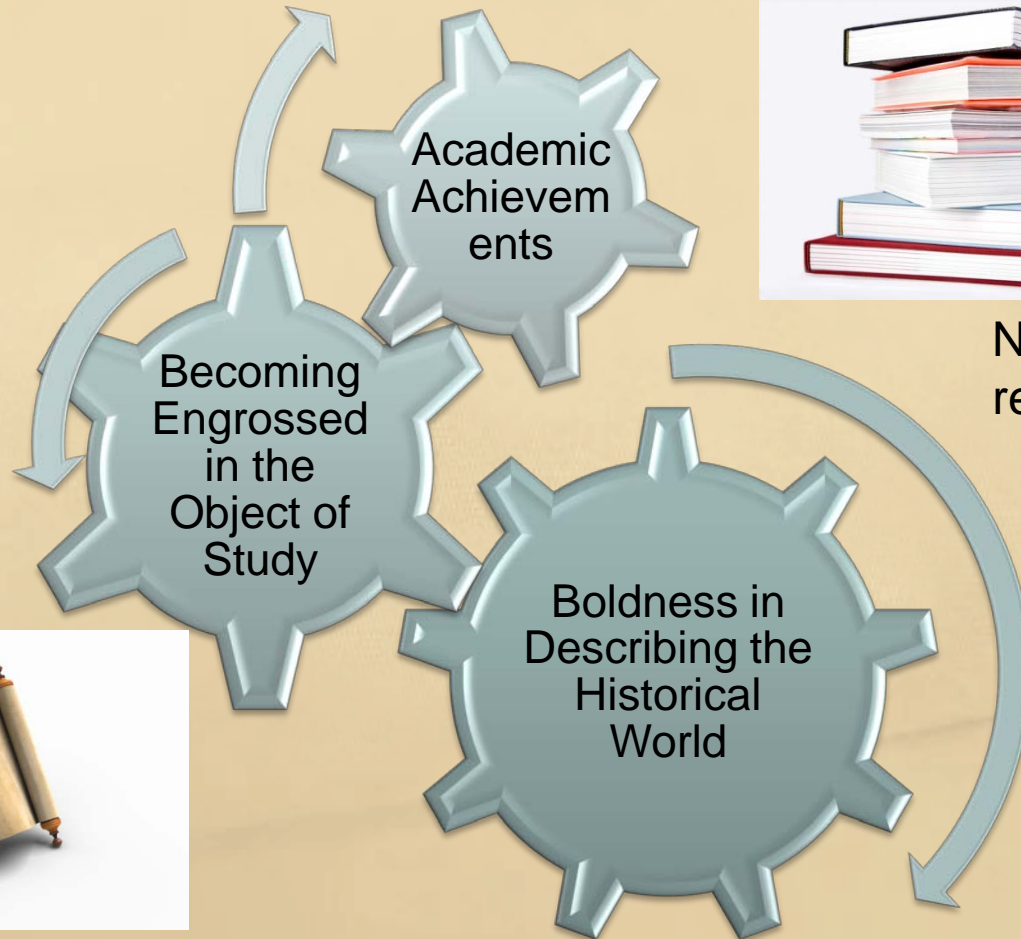 Academic
Achievem
ents
Becoming
Engrossed
in the
Object of
Study
Boldness in
Describing the
Historical
World